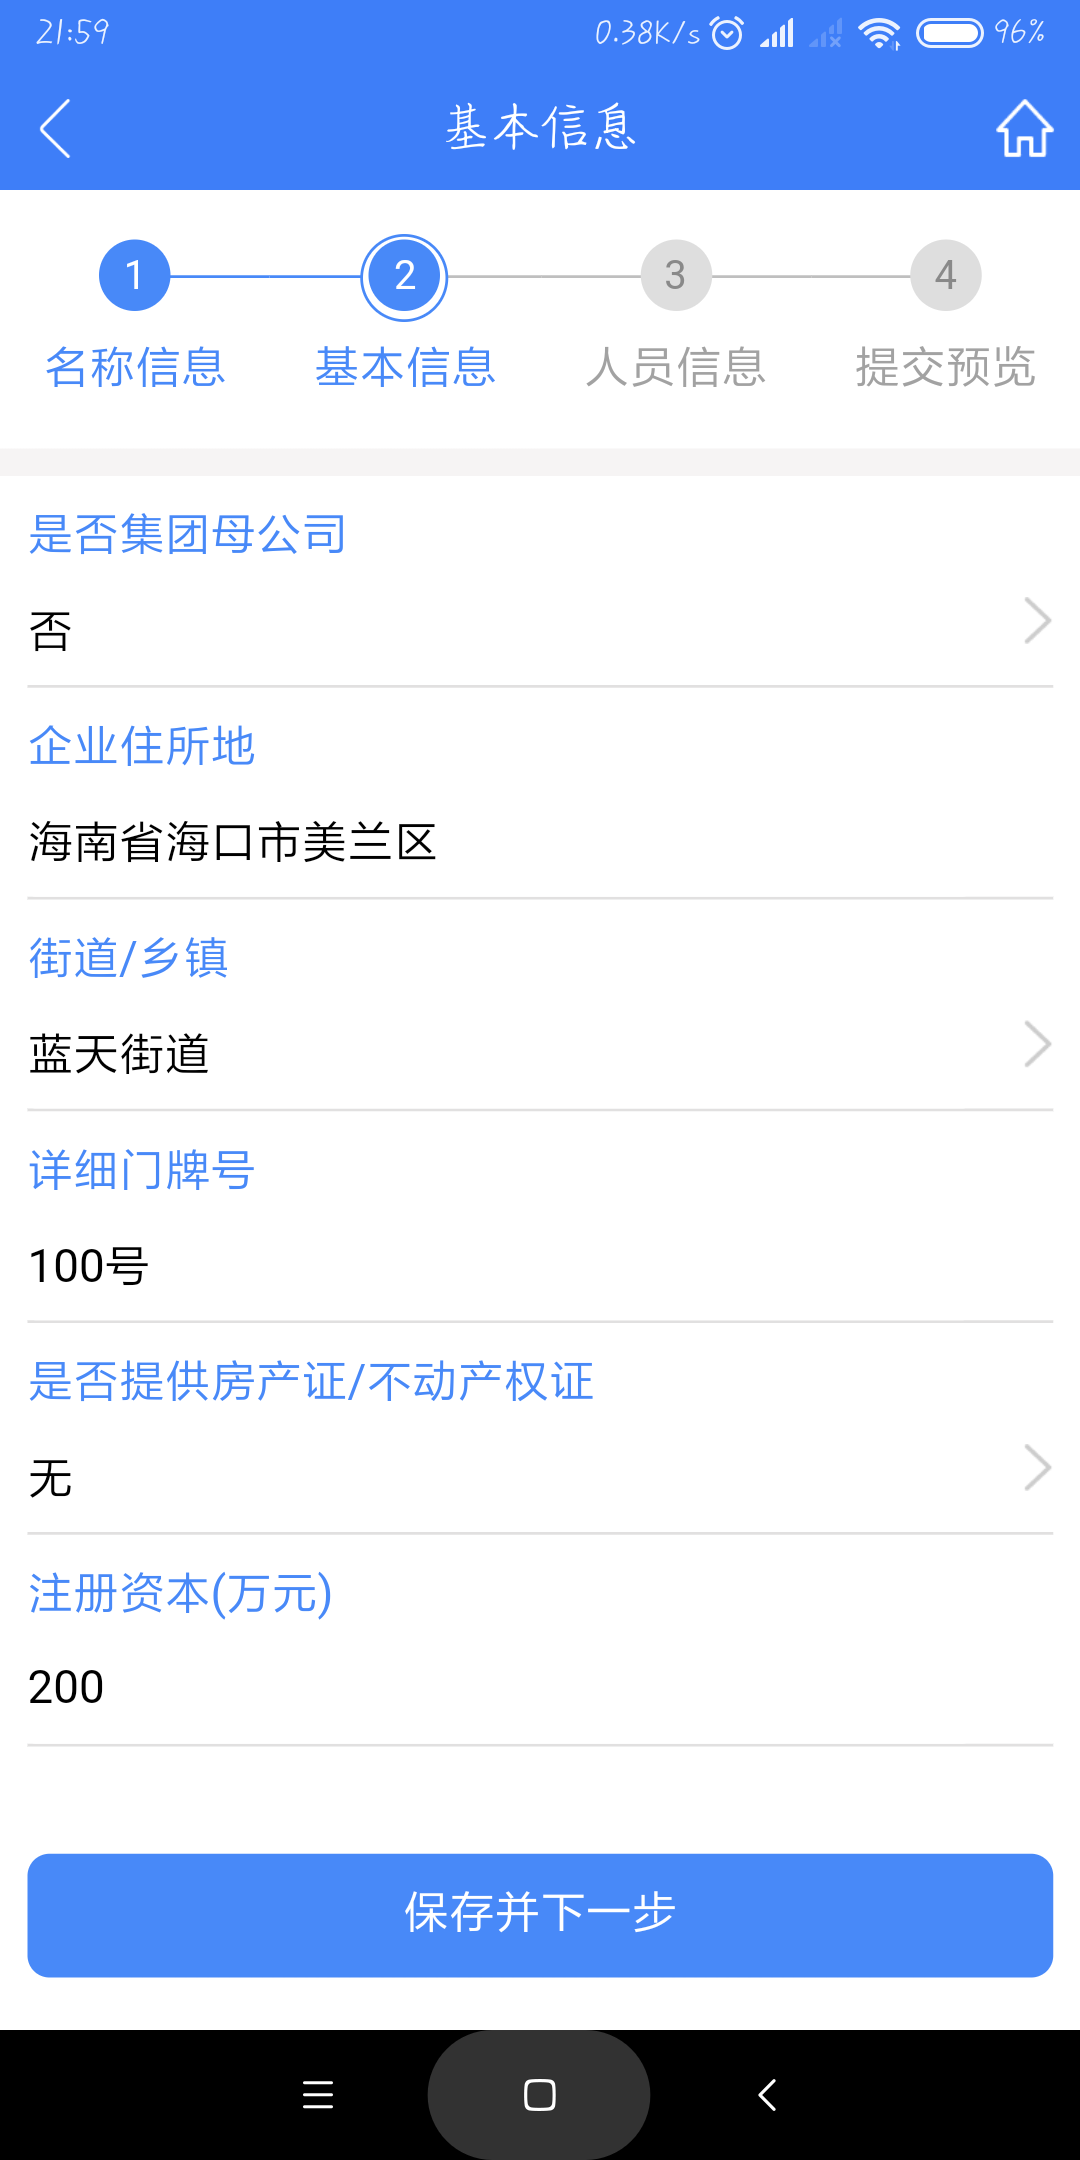 21:59
0.38K/s
96%
基本信息
1
2
3
4
名称信息
基本信息
人员信息
提交预览
是否集团母公司
否
企业住所地
海南省海口市美兰区
街道/乡镇
蓝天街道
详细门牌号
100号
是否提供房产证/不动产权证
无
注册资本(万元)
200
保存并下一步